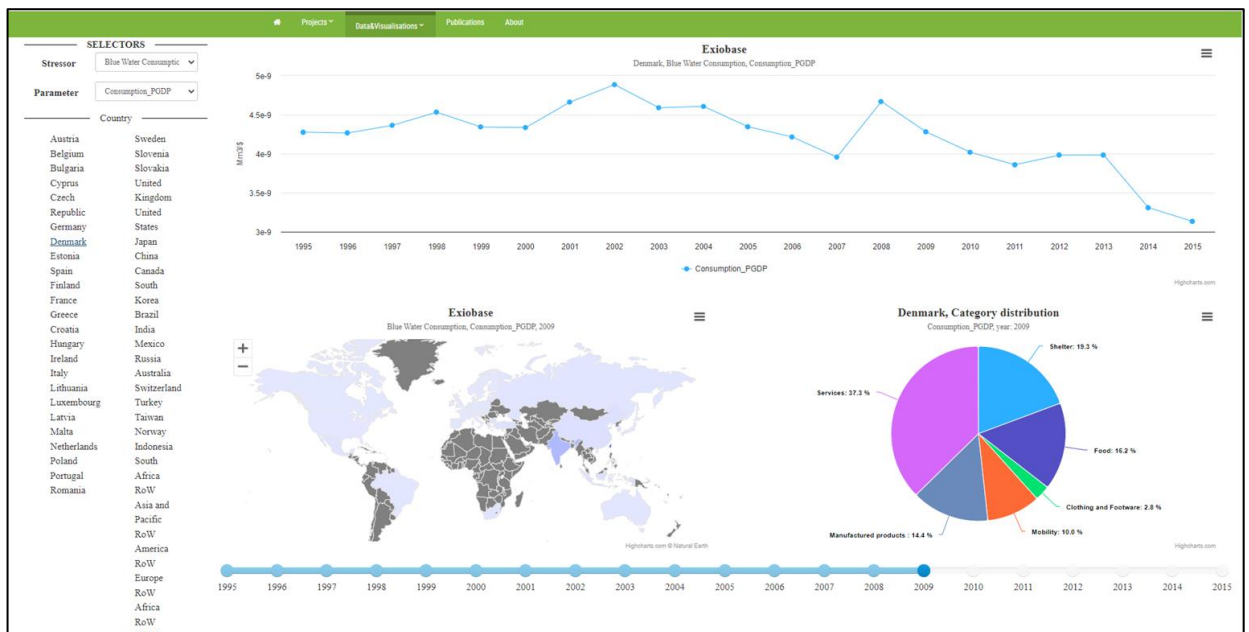 Projects
Data&Visualisations
Publications
About
SELECTORS
Stressor
Blue Water Consumptic
Parameter
Consumption_PGDP
Country
Austria
Belgium
Bulgaria
Cyprus
Czech
Republic
Germany
Denmark
Estonia
Spain
Finland
France
Greece
Croatia
Hungary
Ireland
Italy
Lithuania
Luxembourg
Latvia
Malta
Netherlands
Poland
Portugal
Romania
Sweden
Slovenia
Slovakia
United
Kingdom
United
States
Japan
China
Canada
South
Korea
Brazil
India
Mexico
Russia
Australia
Switzerland
Turkey
Taiwan
Norway
Indonesia
South
Africa
RoW
Asia and
Pacific
RoW
America
RoW
Europe
RoW
Africa
RoW
Exiobase
Denmark, Blue Water Consumption, Consumption_PGDP
Mm3/$
5e-9
4.5e-9
4e-9
3.5e-9
3e-9
1995 1996 1997 1998 1999 2000 2001 2002 2003 2004 2005 2006 2007 2008 2009 2010 2011 2012 2013 2014 2015
Consumption_PGDP
Highcharts.com
Exiobase
Blue Water Consumption, Consumption_PGDP, 2009
+
−
Highcharts.com © Natural Earth
Denmark, Category distribution
Consumption_PGDP, year: 2009
Shelter: 19.3 %
Services: 37.3 %
Food: 16.2 %
Clothing and Footware: 2.8 %
Mobility: 10.0 %
Manufactured products : 14.4 %
Highcharts.com
1995 1996 1997 1998 1999 2000 2001 2002 2003 2004 2005 2006 2007 2008 2009 2010 2011 2012 2013 2014 2015